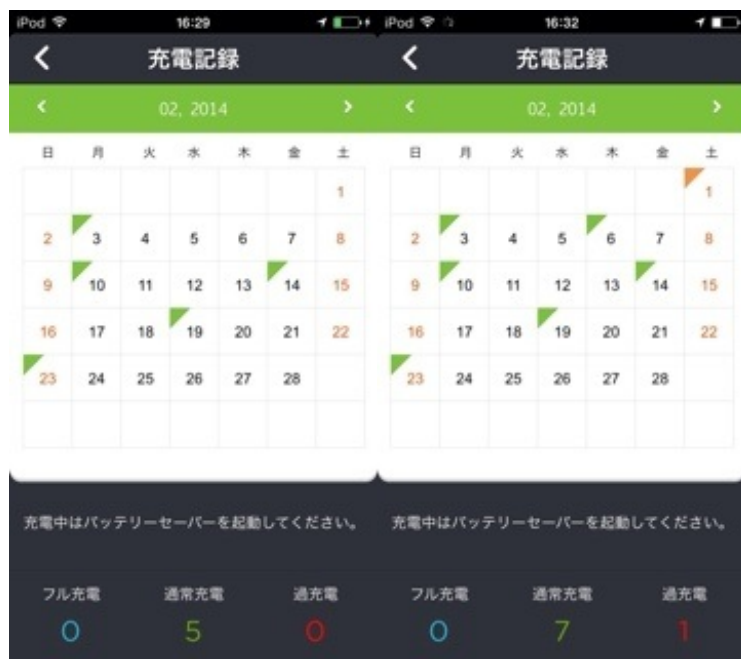 iPod 16:29
充電記録
02, 2014
日 月 火 水 木 金 土
1
2 3 4 5 6 7 8
9 10 11 12 13 14 15
16 17 18 19 20 21 22
23 24 25 26 27 28
充電中はバッテリーセーバーを起動してください。
フル充電 通常充電 過充電
0 5 0
iPod 16:32
充電記録
02, 2014
日 月 火 水 木 金 土
1
2 3 4 5 6 7 8
9 10 11 12 13 14 15
16 17 18 19 20 21 22
23 24 25 26 27 28
充電中はバッテリーセーバーを起動してください。
フル充電 通常充電 過充電
0 7 1